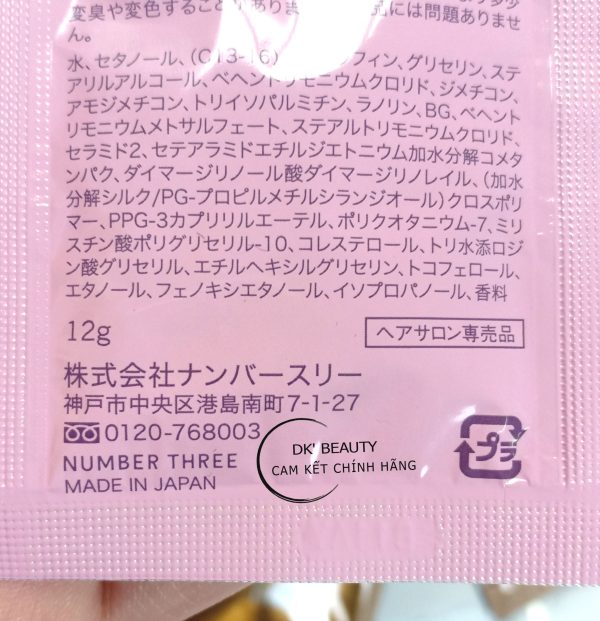 変臭や変色すること
には問題ありませ
ん。
水、セタノール、(C13-16) フィン、グリセリン、ステ
アリルアルコール、ベヘントリモニウムクロリド、ジメチコン、
アモジメチコン、トリイソパルミチン、ラノリン、BG、ベヘント
リモニウムメトサルフェート、ステアルトリモニウムクロリド、
セラミド2、セテアラミドエチルジエトニウム加水分解コメタ
ンパク、ダイマージリノール酸ダイマージリノレイル、(加水
分解シルク/PG-プロピルメチルシランジオール)クロスポリ
マー、PPG-3カプリリルエーテル、ポリクオタニウム-7、ミリ
スチン酸ポリグリセリル-10、コレステロール、トリ水添ロジ
ン酸グリセリル、エチルヘキシルグリセリン、トコフェロール、
エタノール、フェノキシエタノール、イソプロパノール、香料
12g
ヘアサロン専売品
株式会社ナンバースリー
神戸市中央区港島南町7-1-27
0120-768003
NUMBER THREE
MADE IN JAPAN
プラ
DK' BEAUTY
CAM KẾT CHÍNH HÃNG